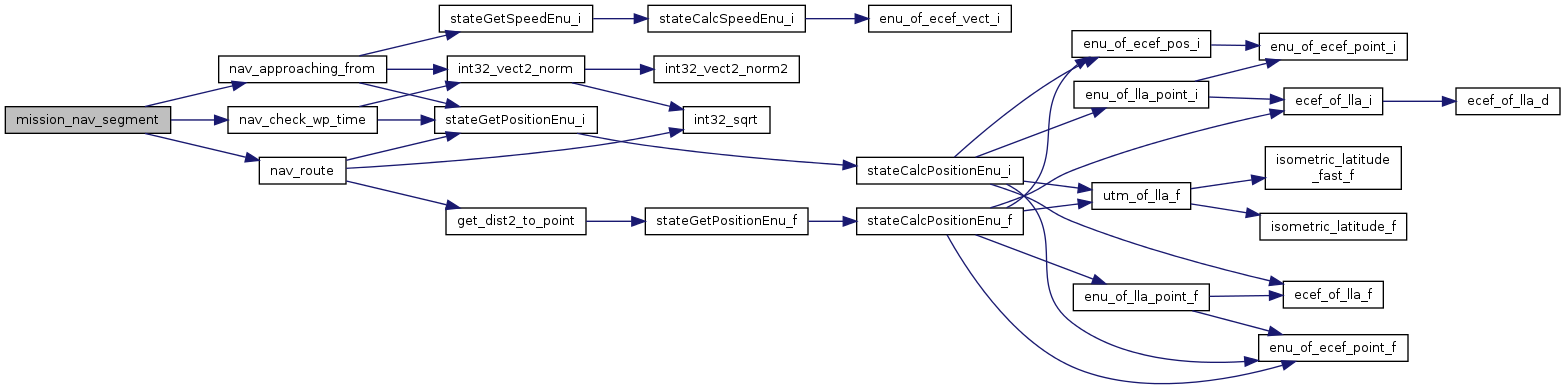 mission_nav_segment
nav_approaching_from
nav_check_wp_time
nav_route
stateGetSpeedEnu_i
int32_vect2_norm
stateGetPositionEnu_i
get_dist2_to_point
stateCalcSpeedEnu_i
int32_vect2_norm2
int32_sqrt
stateGetPositionEnu_f
enu_of_ecef_vect_i
stateCalcPositionEnu_i
stateCalcPositionEnu_f
enu_of_ecef_pos_i
enu_of_lla_point_i
utm_of_lla_f
enu_of_lla_point_f
enu_of_ecef_point_i
ecef_of_lla_i
isometric_latitude
_fast_f
isometric_latitude_f
ecef_of_lla_f
enu_of_ecef_point_f
ecef_of_lla_d